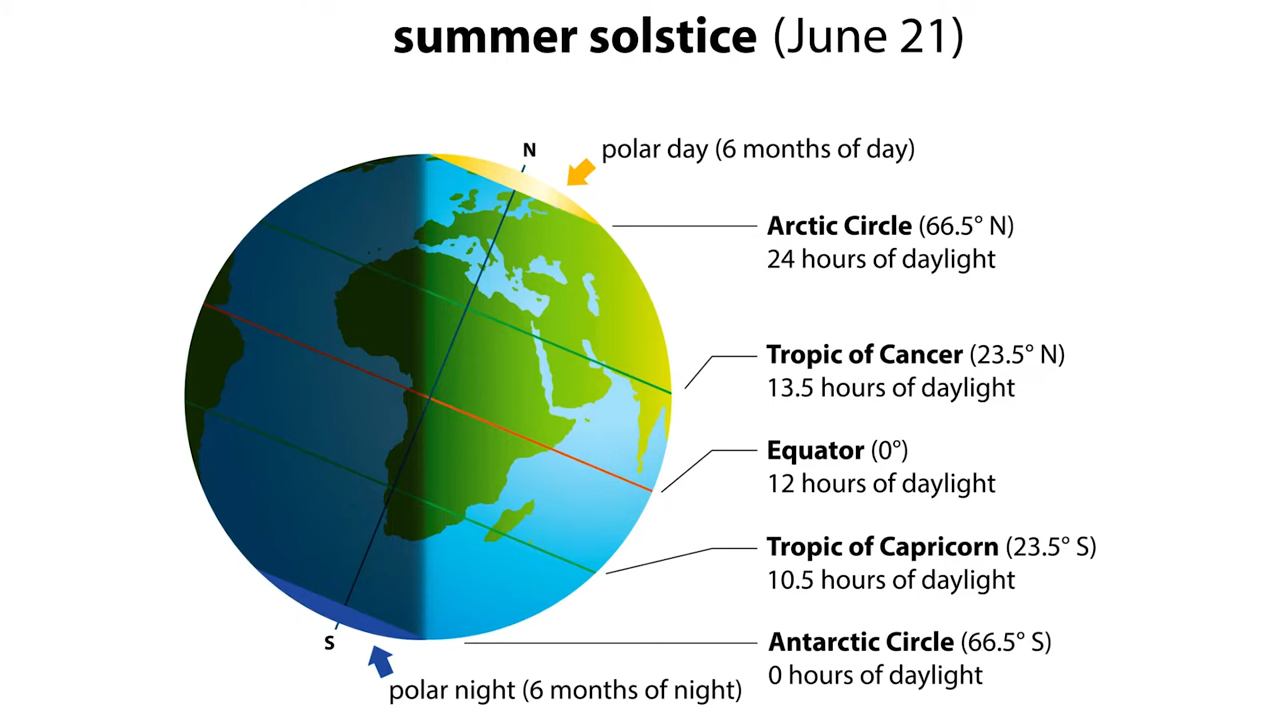 summer solstice (June 21)
N
polar day (6 months of day)
Arctic Circle (66.5° N)
24 hours of daylight
Tropic of Cancer (23.5° N)
13.5 hours of daylight
Equator (0°)
12 hours of daylight
Tropic of Capricorn (23.5° S)
10.5 hours of daylight
S
Antarctic Circle (66.5° S)
0 hours of daylight
polar night (6 months of night)